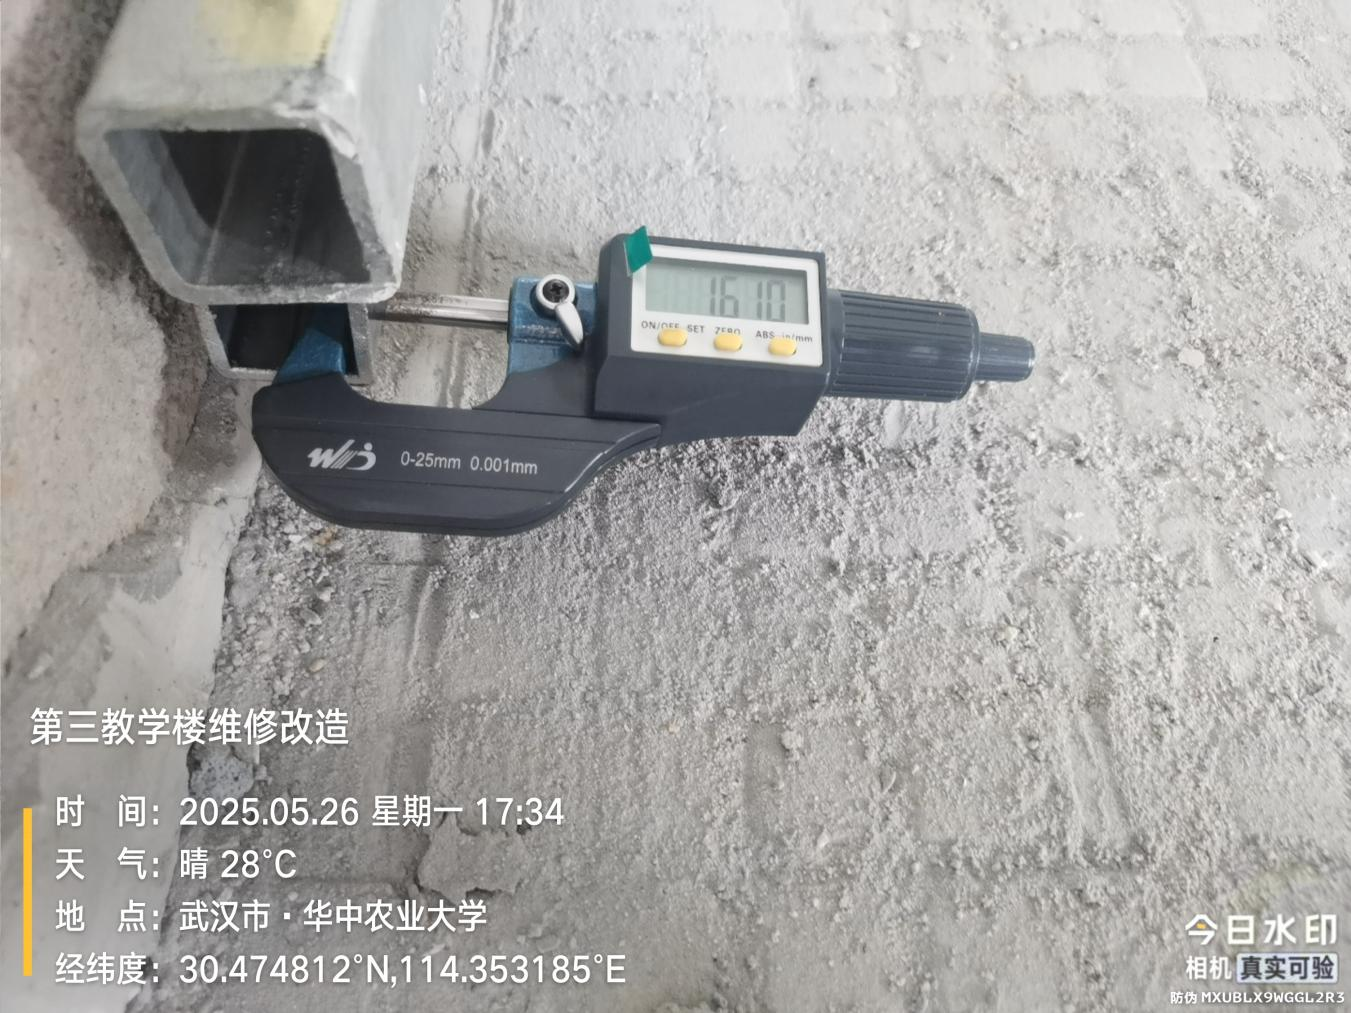 1.610
ON/OFF SET ZERO ABS in/mm
0-25mm 0.001mm
第三教学楼维修改造
时 间：2025.05.26 星期一 17:34
天 气：晴 28°C
地 点：武汉市·华中农业大学
经纬度：30.474812°N,114.353185°E
今日水印
相机 真实可验
防伪 MXUBLX9WGGL2R3